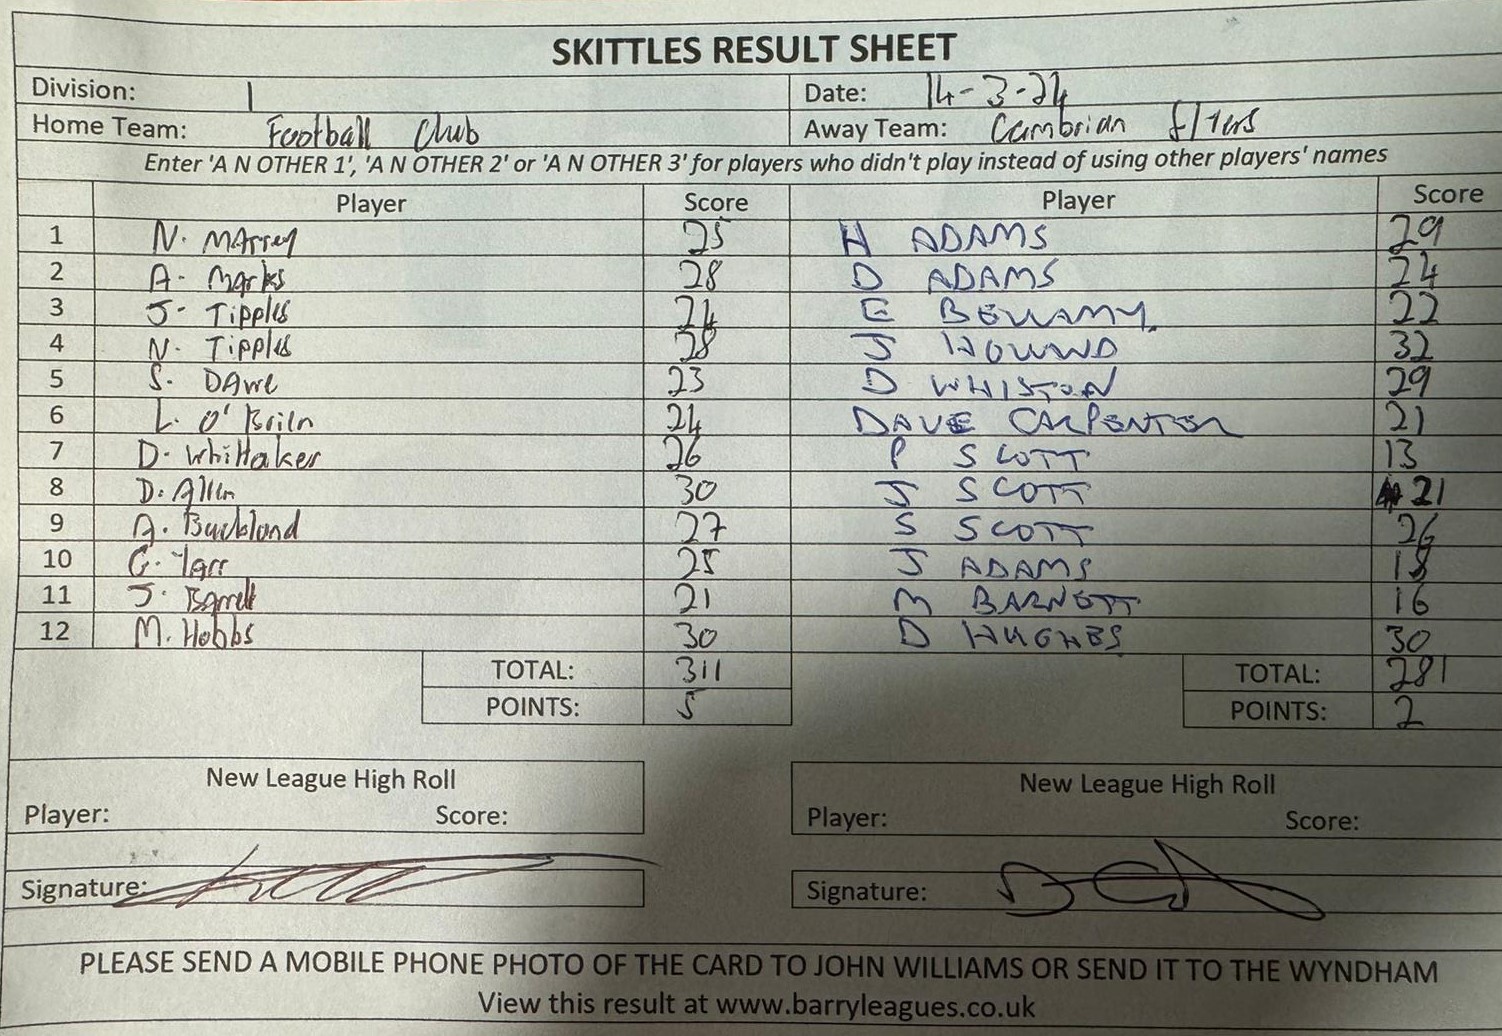 SKITTLES RESULT SHEET
Division: 1 Date: 14-3-24
Home Team: Football Club Away Team: Cambrian flyers
Enter 'A N OTHER 1', 'A N OTHER 2' or 'A N OTHER 3' for players who didn't play instead of using other players' names
Player Score Player Score
1 N. 25 H ADAMS 29
2 A. Marks 28 D ADAMS 24
3 J. Tipples 24 E BELLAMY 22
4 N. Tipples 28 J 32
5 S. DAwe 23 D WHISTON 29
6 L. O'Brien 24 DAVE CARPENTER 21
7 D. Whittaker 26 P SCOTT 13
8 D. Allen 30 J SCOTT 21
9 A. Buckland 27 S SCOTT 26
10 G. Tarr 25 J ADAMS 18
11 J. Barrett 21 M BARNETT 16
12 M. Hobbs 30 D HUGHES 30
TOTAL: 311 TOTAL: 281
POINTS: 5 POINTS: 2
New League High Roll New League High Roll
Player: Score: Player: Score:
Signature: Signature:
PLEASE SEND A MOBILE PHONE PHOTO OF THE CARD TO JOHN WILLIAMS OR SEND IT TO THE WYNDHAM
View this result at www.barryleagues.co.uk